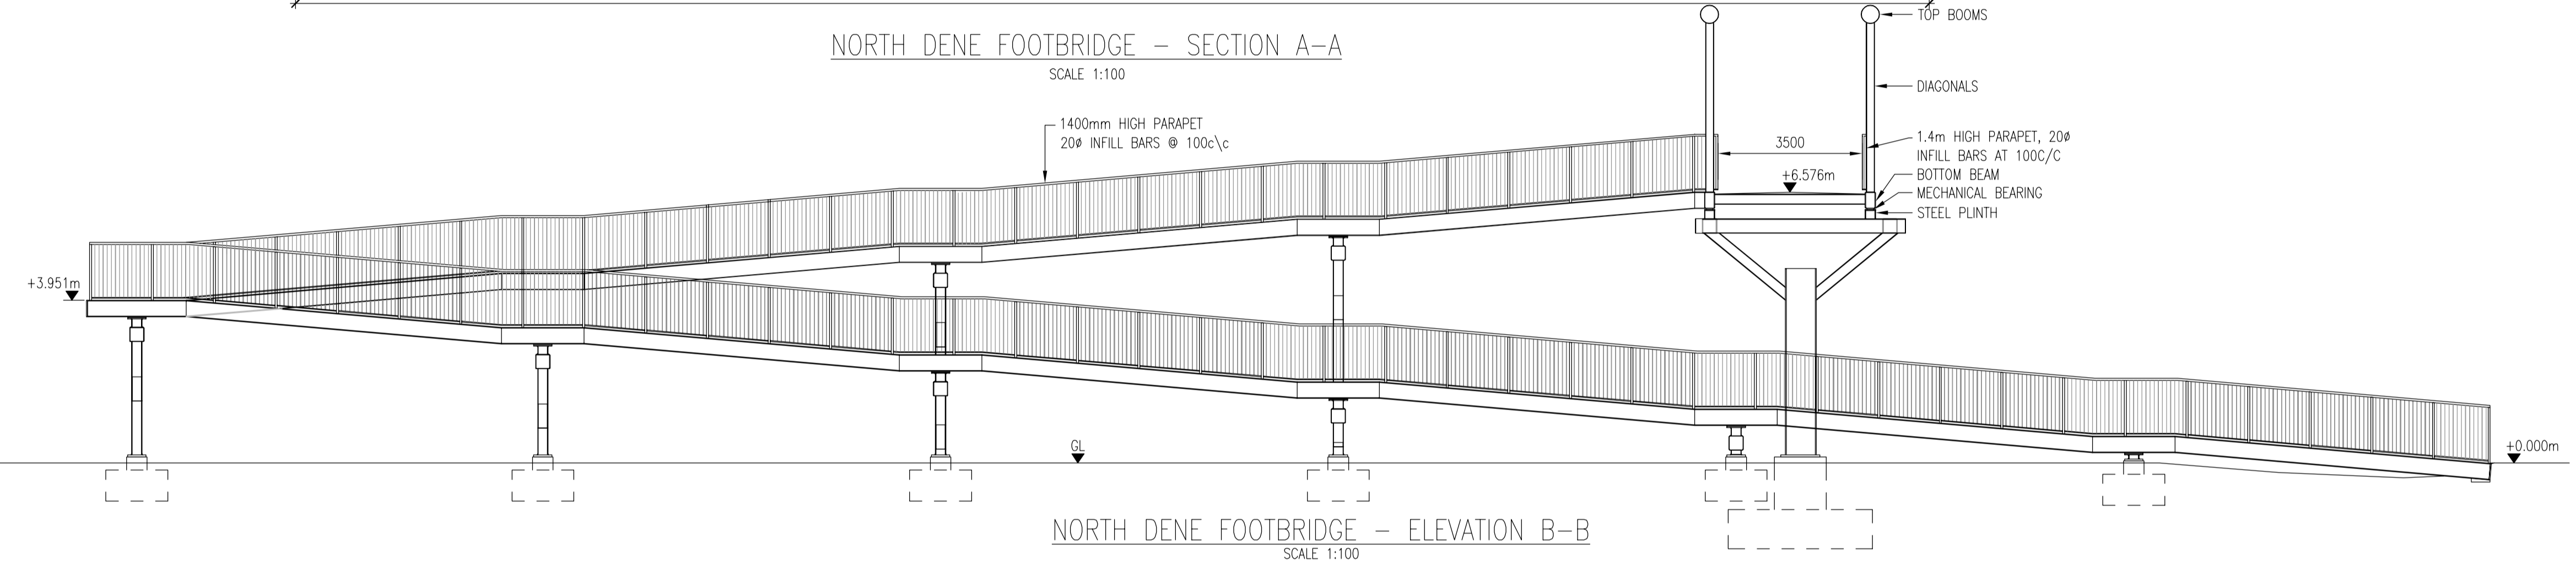 NORTH DENE FOOTBRIDGE – SECTION A–A
SCALE 1:100
TOP BOOMS
DIAGONALS
1400mm HIGH PARAPET
20ø INFILL BARS @ 100c\c
3500
1.4m HIGH PARAPET, 20ø
INFILL BARS AT 100C/C
+6.576m
BOTTOM BEAM
MECHANICAL BEARING
STEEL PLINTH
+3.951m
GL
+0.000m
NORTH DENE FOOTBRIDGE – ELEVATION B–B
SCALE 1:100